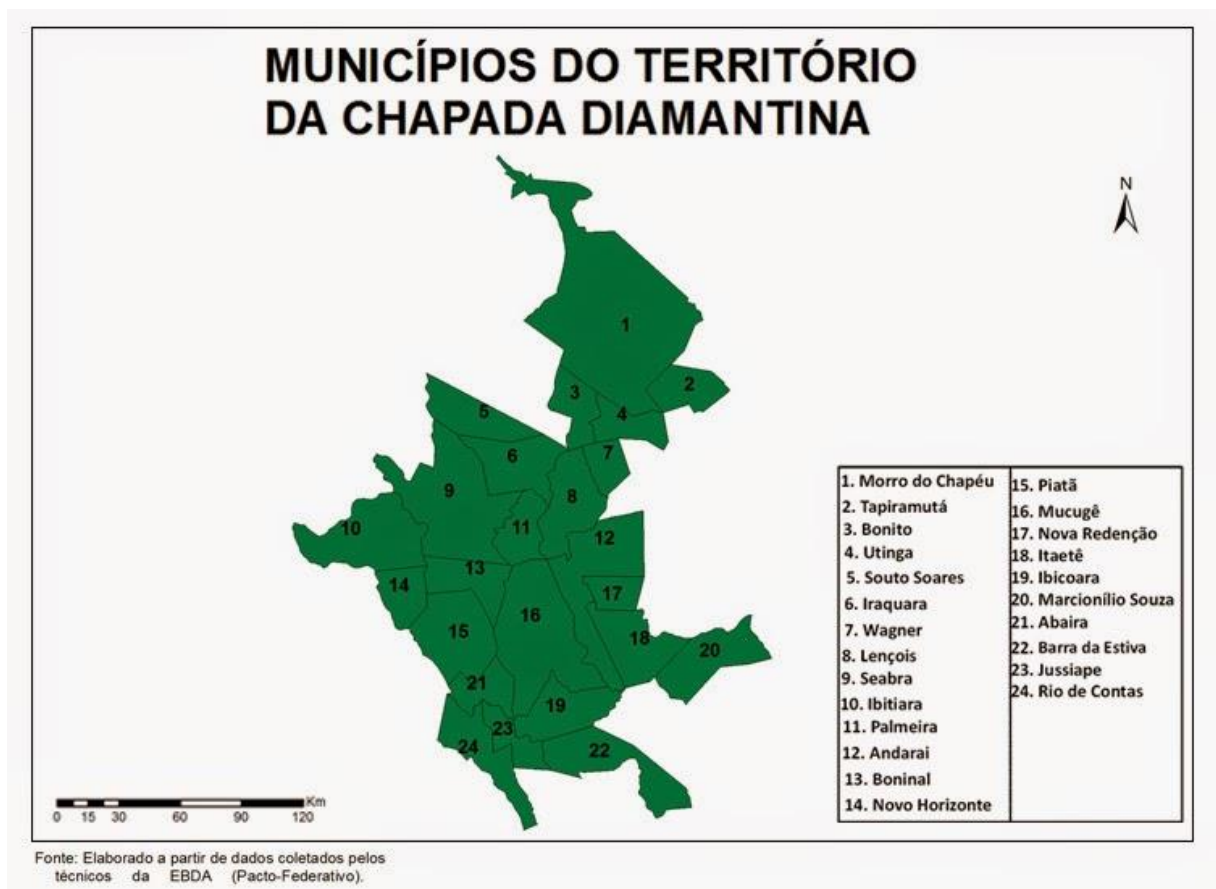 MUNICÍPIOS DO TERRITÓRIO
DA CHAPADA DIAMANTINA
N
1
2
3
4
5
6
7
8
9
10
11
12
13
14
15
16
17
18
19
20
21
22
23
24
1. Morro do Chapéu
2. Tapiramutá
3. Bonito
4. Utinga
5. Souto Soares
6. Iraquara
7. Wagner
8. Lençois
9. Seabra
10. Ibitiara
11. Palmeira
12. Andarai
13. Boninal
14. Novo Horizonte
15. Piatã
16. Mucugê
17. Nova Redenção
18. Itaetê
19. Ibicoara
20. Marcionílio Souza
21. Abaira
22. Barra da Estiva
23. Jussiape
24. Rio de Contas
Km
0 15 30 60 90 120
Fonte: Elaborado a partir de dados coletados pelos
técnicos da EBDA (Pacto-Federativo).